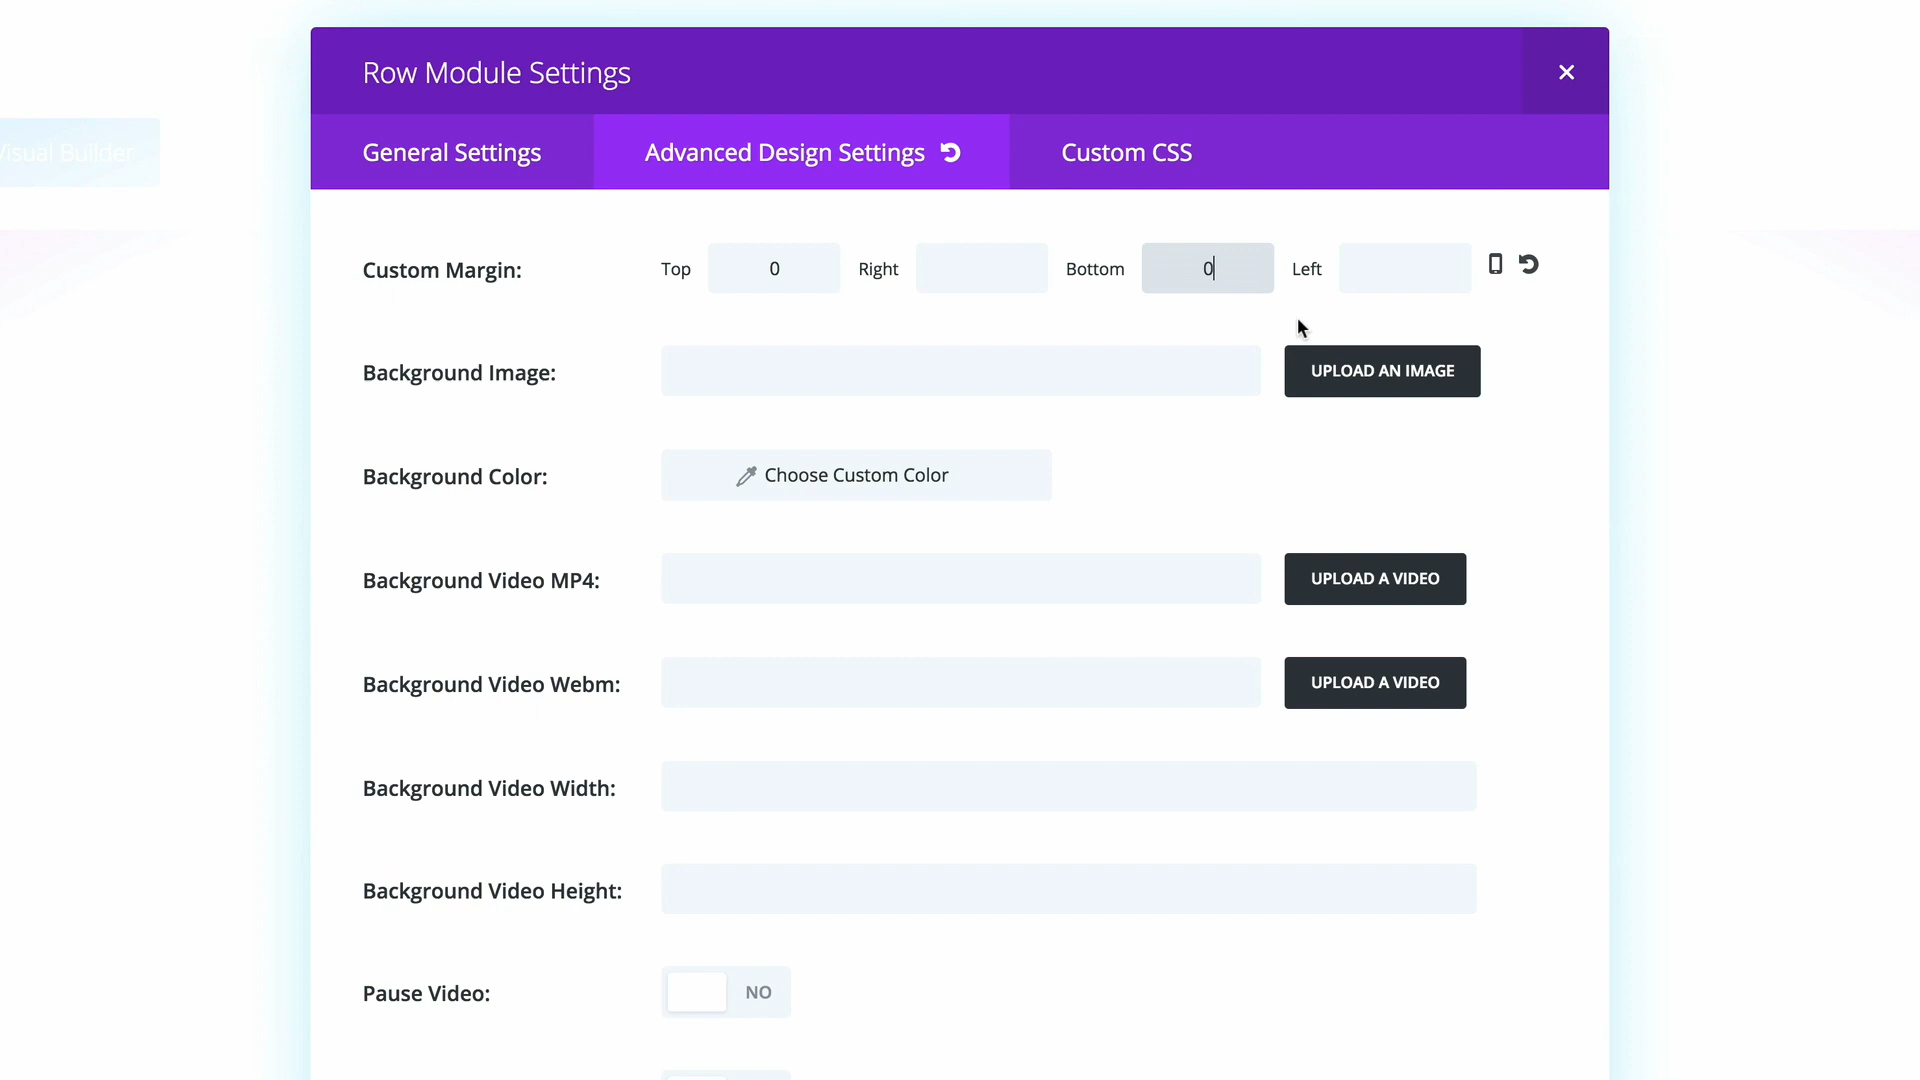 Row Module Settings
Visual Builder
General Settings Advanced Design Settings Custom CSS
Custom Margin: Top 0 Right Bottom 0 Left
Background Image: UPLOAD AN IMAGE
Background Color: Choose Custom Color
Background Video MP4: UPLOAD A VIDEO
Background Video Webm: UPLOAD A VIDEO
Background Video Width:
Background Video Height:
Pause Video: NO